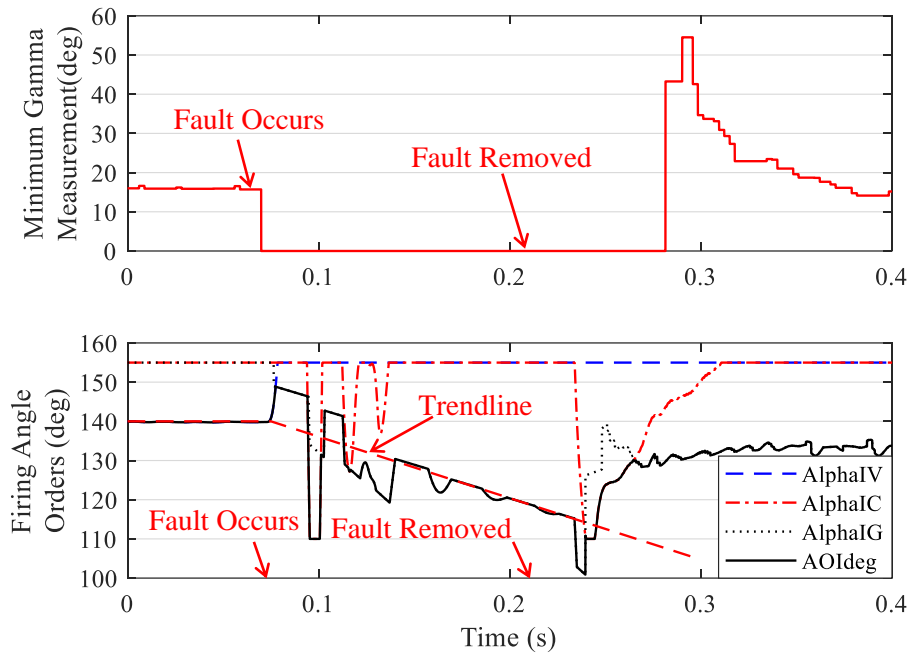 60
50
40
30
20
10
0
Minimum Gamma
Measurement(deg)
Fault Occurs
Fault Removed
0 0.1 0.2 0.3 0.4
160
150
140
130
120
110
100
Firing Angle
Orders (deg)
Trendline
Fault Occurs
Fault Removed
AlphaIV
AlphaIC
AlphaIG
AOIdeg
0 0.1 0.2 0.3 0.4
Time (s)